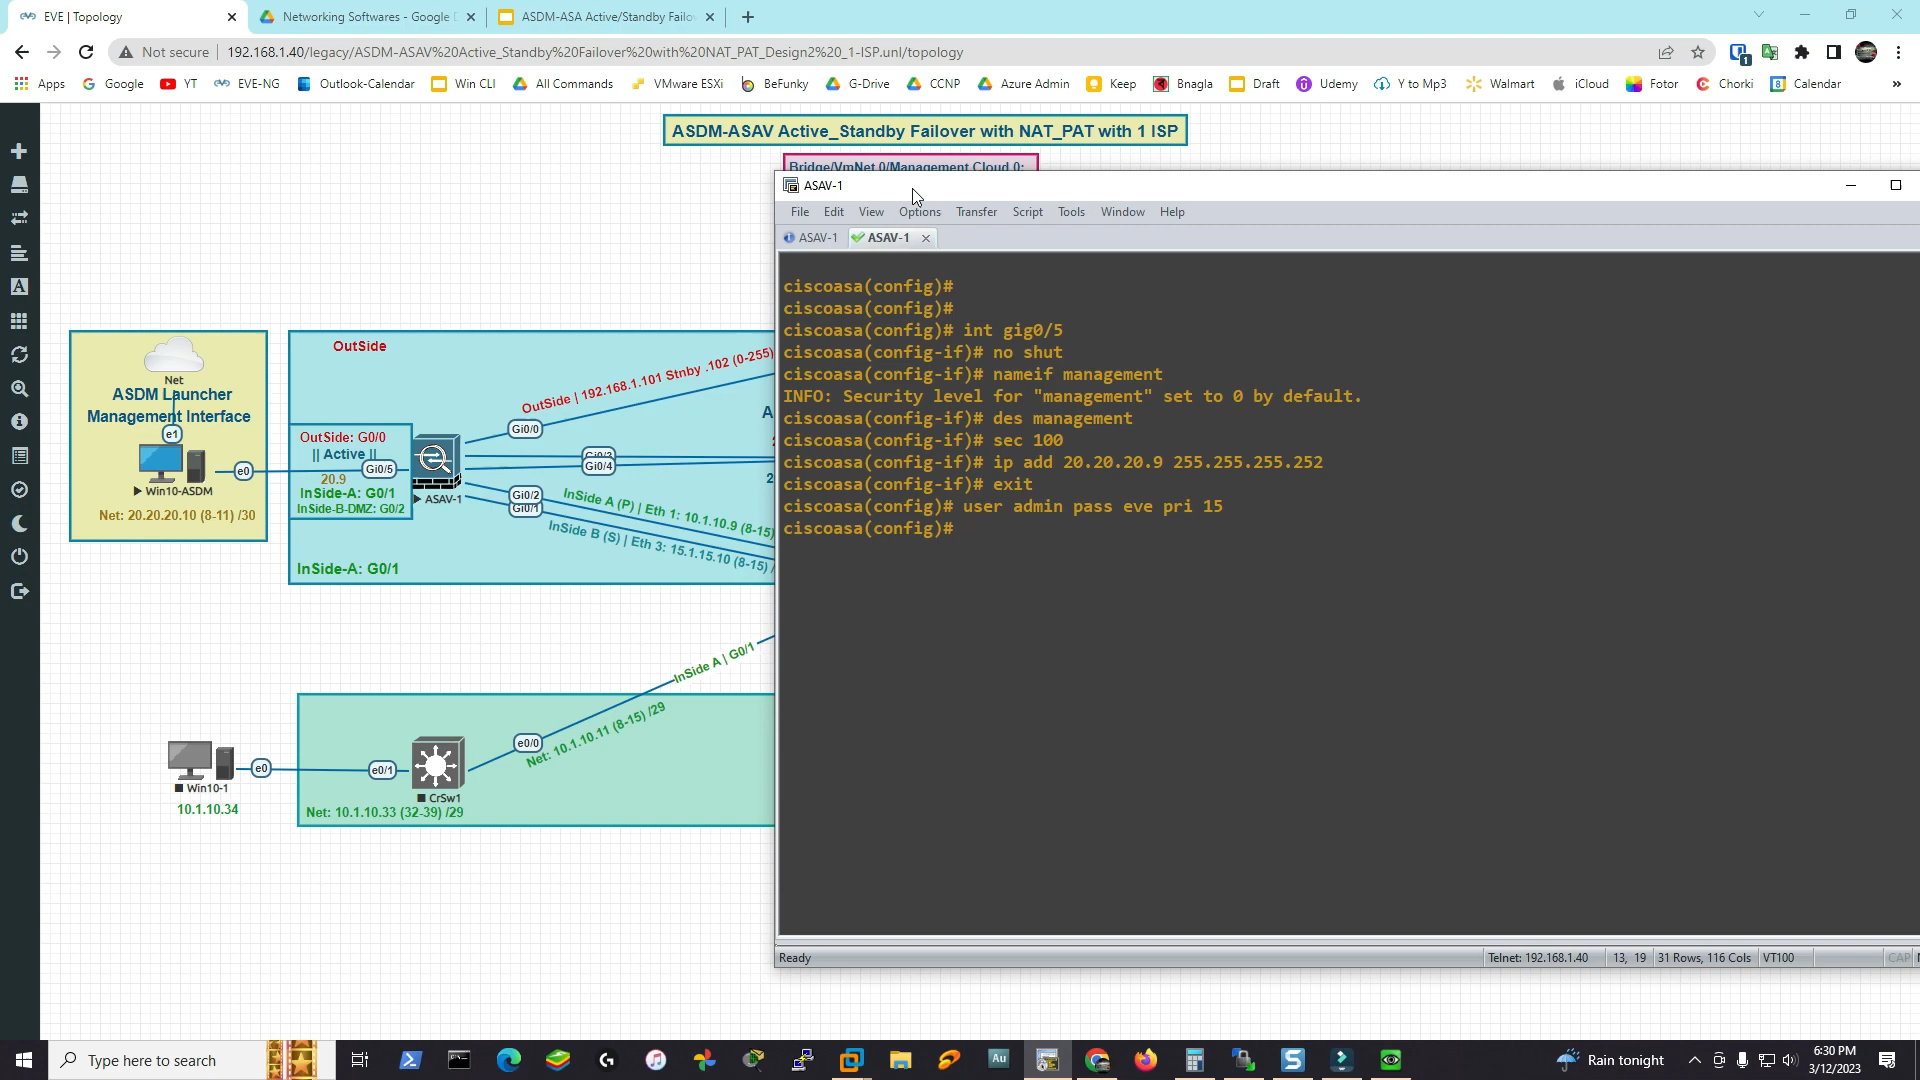 EVE | Topology
Networking Softwares - Google D
ASDM-ASA Active/Standby Failo
Not secure
192.168.1.40/legacy/ASDM-ASAV%20Active_Standby%20Failover%20with%20NAT_PAT_Design2%20_1-ISP.unl/topology
Apps
Google
YT
EVE-NG
Outlook-Calendar
Win CLI
All Commands
VMware ESXi
BeFunky
G-Drive
CCNP
Azure Admin
Keep
Bnagla
Draft
Udemy
Y to Mp3
Walmart
iCloud
Fotor
Chorki
Calendar
ASDM-ASAV Active_Standby Failover with NAT_PAT with 1 ISP
Bridge/VmNet 0/Management Cloud 0:
ASAV-1
File Edit View Options Transfer Script Tools Window Help
ASAV-1
ASAV-1
ciscoasa(config)#
ciscoasa(config)#
ciscoasa(config)# int gig0/5
ciscoasa(config-if)# no shut
ciscoasa(config-if)# nameif management
INFO: Security level for "management" set to 0 by default.
ciscoasa(config-if)# des management
ciscoasa(config-if)# sec 100
ciscoasa(config-if)# ip add 20.20.20.9 255.255.255.252
ciscoasa(config-if)# exit
ciscoasa(config)# user admin pass eve pri 15
ciscoasa(config)#
Ready
Telnet: 192.168.1.40
13, 19
31 Rows, 116 Cols
VT100
CAP
Net
ASDM Launcher
Management Interface
e1
e0
Win10-ASDM
Net: 20.20.20.10 (8-11) /30
OutSide
OutSide: G0/0
|| Active ||
Gi0/5
20.9
InSide-A: G0/1
InSide-B-DMZ: G0/2
ASAV-1
InSide-A: G0/1
OutSide | 192.168.1.101 Stnby .102 (0-255)
Gi0/0
Gi0/3
Gi0/4
Gi0/2
Gi0/1
InSide A (P) | Eth 1: 10.1.10.9 (8-15)
InSide B (S) | Eth 3: 15.1.15.10 (8-15) /
InSide A | G0/1
Net: 10.1.10.11 (8-15) /29
e0/0
e0
e0/1
Win10-1
10.1.10.34
CrSw1
Net: 10.1.10.33 (32-39) /29
Type here to search
Au
Rain tonight
6:30 PM
3/12/2023